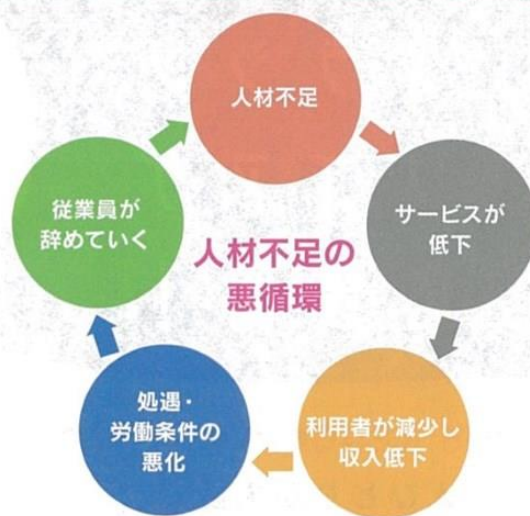 人材不足
サービスが
低下
利用者が減少し
収入低下
処遇・
労働条件の
悪化
従業員が
辞めていく
人材不足の
悪循環